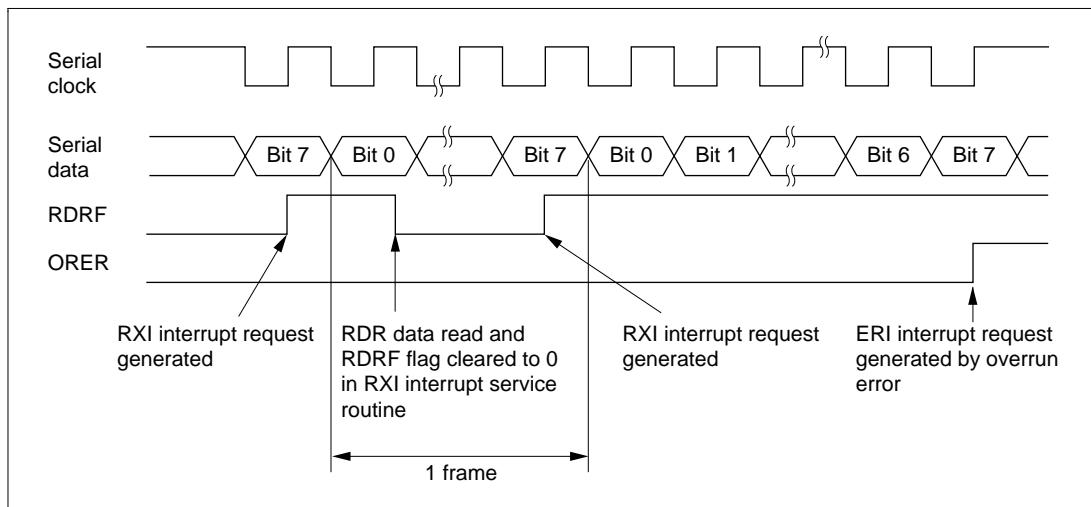 Serial
clock
Serial
data
Bit 7
Bit 0
Bit 7
Bit 0
Bit 1
Bit 6
Bit 7
RDRF
ORER
RXI interrupt request
generated
RDR data read and
RDRF flag cleared to 0
in RXI interrupt service
routine
RXI interrupt request
generated
ERI interrupt request
generated by overrun
error
1 frame